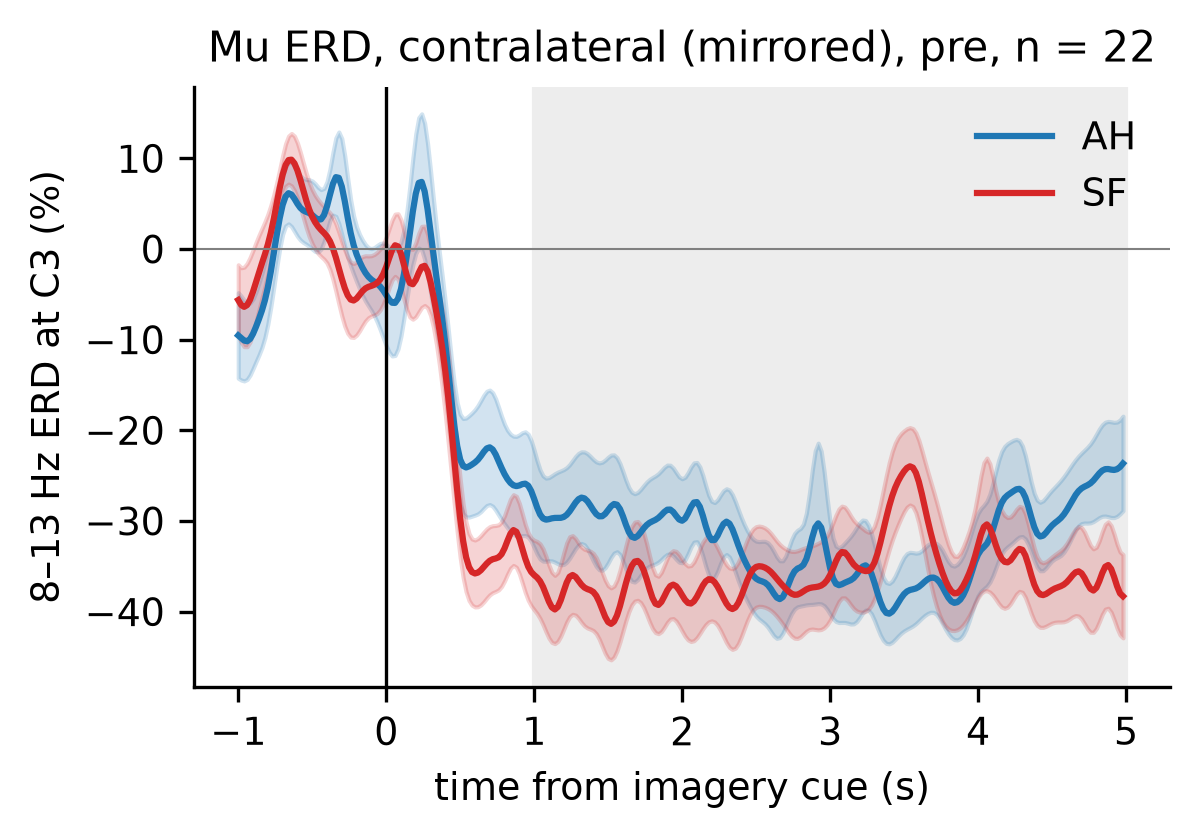 Mu ERD, contralateral (mirrored), pre, n = 22
8–13 Hz ERD at C3 (%)
10
0
−10
−20
−30
−40
AH
SF
−1 0 1 2 3 4 5
time from imagery cue (s)